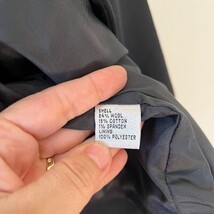 SHELL
84% WOOL
15% COTTON
1% SPANDEX
LINING
100% POLYESTER